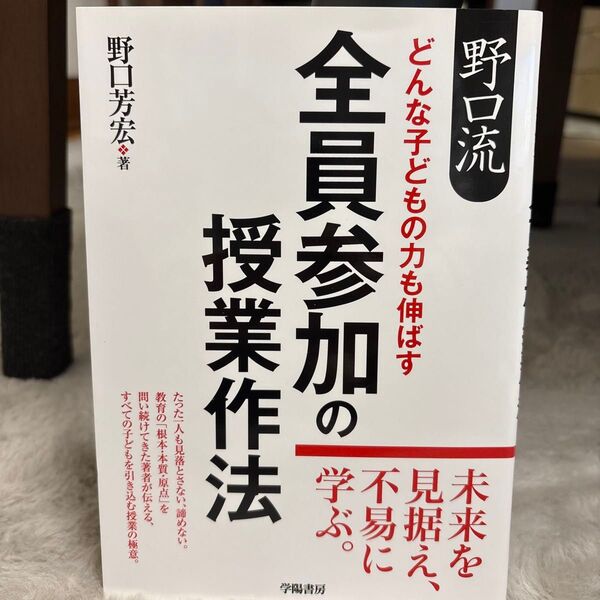 野口流
どんな子どもの力も伸ばす
全員参加の
授業作法
野口芳宏 著
未来を
見据え、
不易に
学ぶ。
たった一人も見落とさない、諦めない。
教育の「根本・本質・原点」を
問い続けてきた著者が伝える、
すべての子どもを引き込む授業の極意。
学陽書房